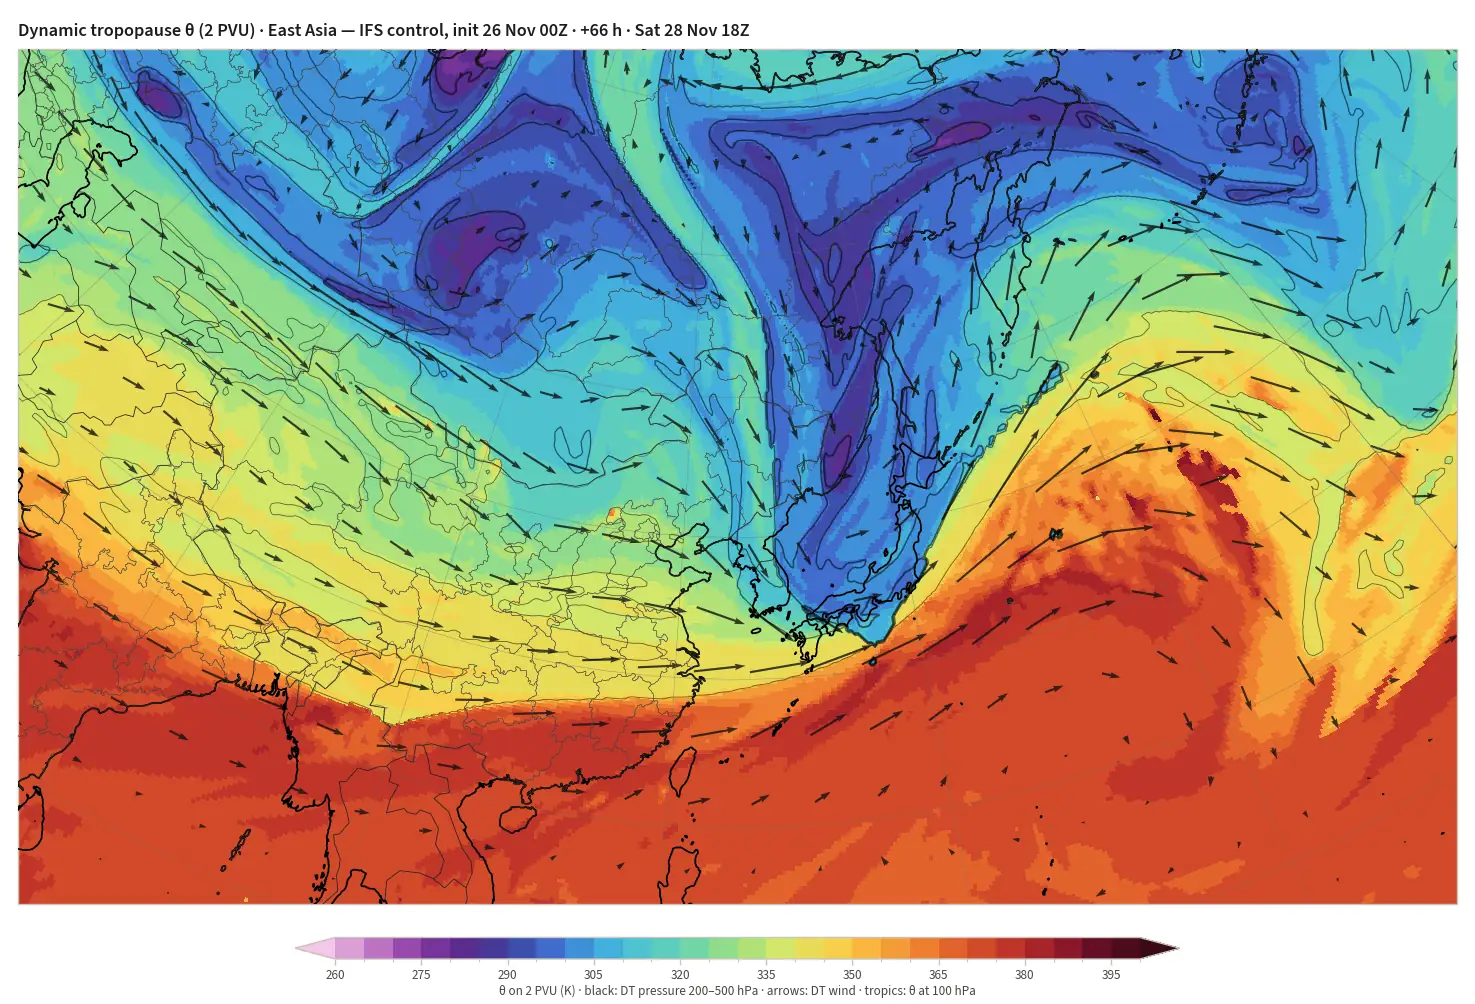 Dynamic tropopause θ (2 PVU) · East Asia — IFS control, init 26 Nov 00Z · +66 h · Sat 28 Nov 18Z
260 275 290 305 320 335 350 365 380 395
θ on 2 PVU (K) · black: DT pressure 200–500 hPa · arrows: DT wind · tropics: θ at 100 hPa